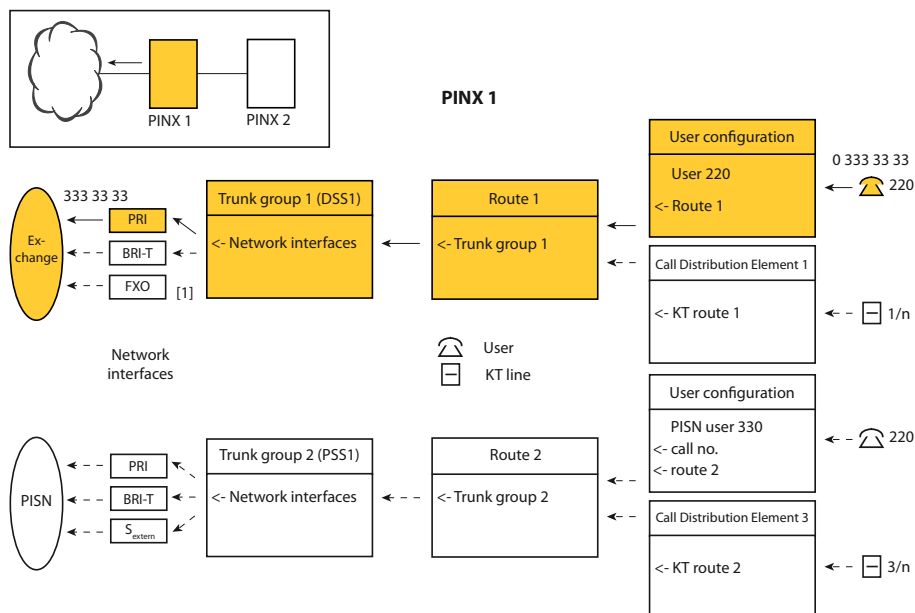 PINX 1
PINX 2
PINX 1
User configuration
User 220
<- Route 1
0 333 33 33
220
333 33 33
Ex-
change
PRI
BRI-T
FXO
[1]
Trunk group 1 (DSS1)
<- Network interfaces
Route 1
<- Trunk group 1
Call Distribution Element 1
<- KT route 1
1/n
Network
interfaces
User
KT line
User configuration
PISN user 330
<- call no.
<- route 2
220
PISN
PRI
BRI-T
Sextern
Trunk group 2 (PSS1)
<- Network interfaces
Route 2
<- Trunk group 2
Call Distribution Element 3
<- KT route 2
3/n